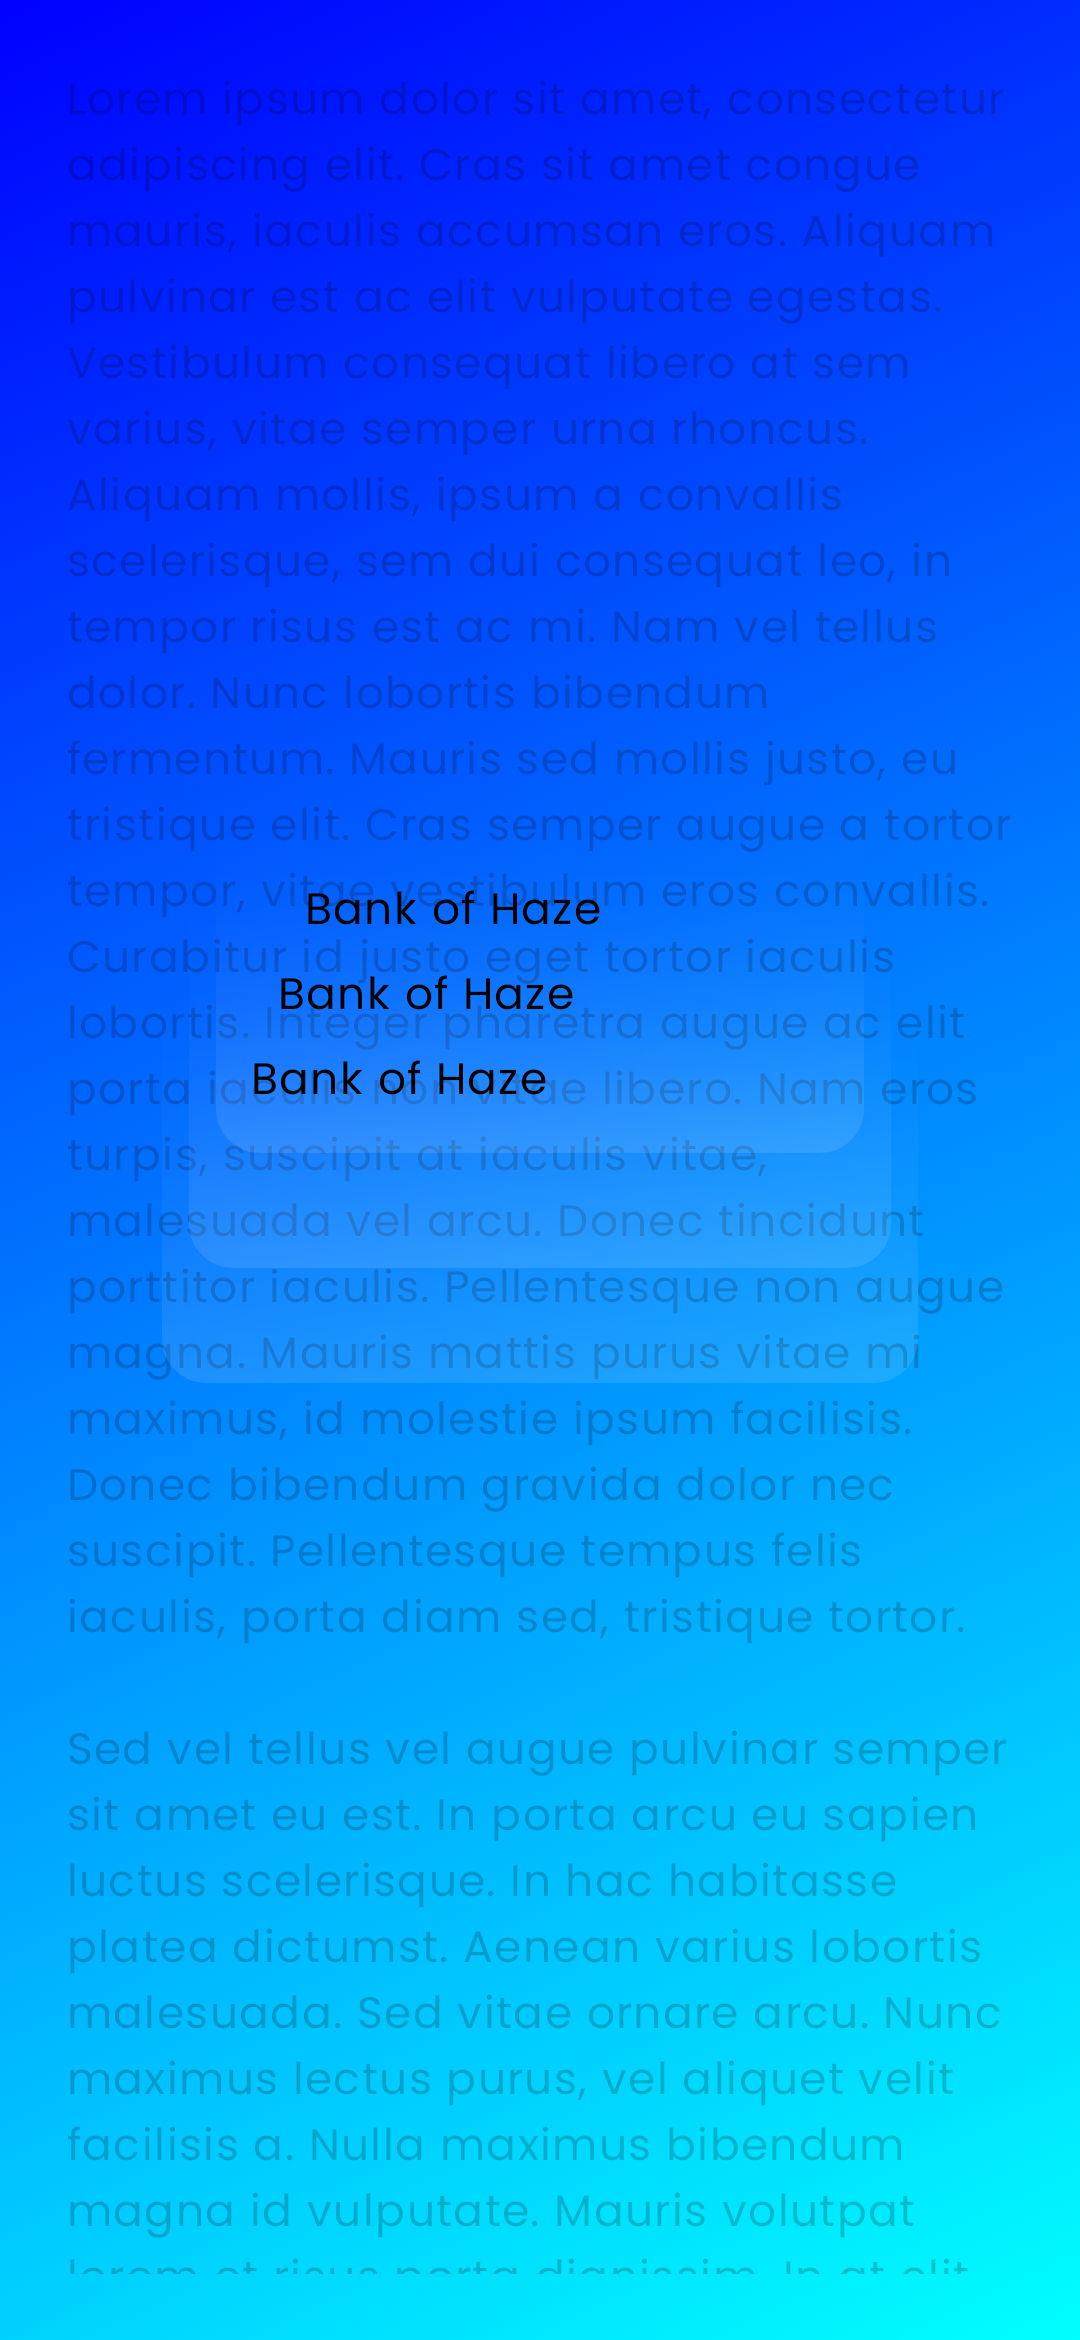 Lorem ipsum dolor sit amet, consectetur
adipiscing elit. Cras sit amet congue
mauris, iaculis accumsan eros. Aliquam
pulvinar est ac elit vulputate egestas.
Vestibulum consequat libero at sem
varius, vitae semper urna rhoncus.
Aliquam mollis, ipsum a convallis
scelerisque, sem dui consequat leo, in
tempor risus est ac mi. Nam vel tellus
dolor. Nunc lobortis bibendum
fermentum. Mauris sed mollis justo, eu
tristique elit. Cras semper augue a tortor
tempor, vitae vestibulum eros convallis.
Bank of Haze
Curabitur id justo eget tortor iaculis
Bank of Haze
lobortis. Integer pharetra augue ac elit
Bank of Haze
porta iaculis non vitae libero. Nam eros
turpis, suscipit at iaculis vitae,
malesuada vel arcu. Donec tincidunt
porttitor iaculis. Pellentesque non augue
magna. Mauris mattis purus vitae mi
maximus, id molestie ipsum facilisis.
Donec bibendum gravida dolor nec
suscipit. Pellentesque tempus felis
iaculis, porta diam sed, tristique tortor.
Sed vel tellus vel augue pulvinar semper
sit amet eu est. In porta arcu eu sapien
luctus scelerisque. In hac habitasse
platea dictumst. Aenean varius lobortis
malesuada. Sed vitae ornare arcu. Nunc
maximus lectus purus, vel aliquet velit
facilisis a. Nulla maximus bibendum
magna id vulputate. Mauris volutpat
lorem et risus porta dignissim. In at elit